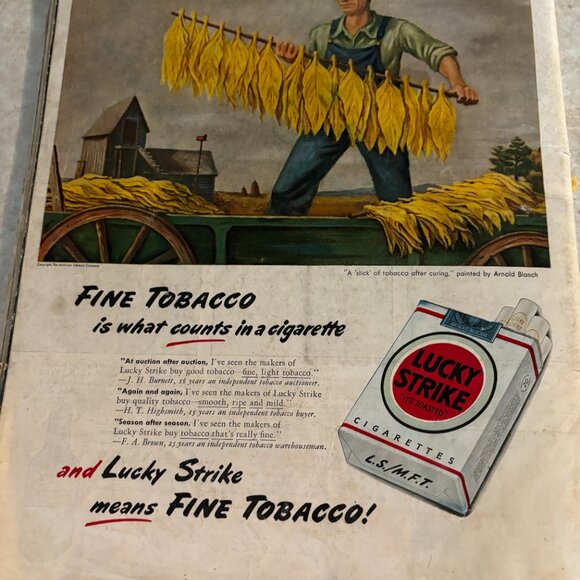 Copyright, The American Tobacco Company
"A 'stick' of tobacco after curing," painted by Arnold Blanch
FINE TOBACCO
is what counts in a cigarette
"At auction after auction, I've seen the makers of
Lucky Strike buy good tobacco—fine, light tobacco."
—J. H. Burnett, 16 years an independent tobacco auctioneer.
"Again and again, I've seen the makers of Lucky Strike
buy quality tobacco—smooth, ripe and mild."
—H. T. Highsmith, 15 years an independent tobacco buyer.
"Season after season, I've seen the makers of
Lucky Strike buy tobacco that's really fine."
—F. A. Brown, 25 years an independent tobacco warehouseman.
LUCKY
STRIKE
"IT'S TOASTED"
CIGARETTES
L.S./M.F.T.
and Lucky Strike
means FINE TOBACCO!